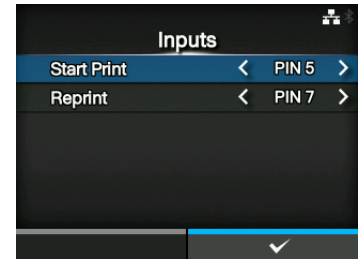 Inputs
Start Print < PIN 5 >
Reprint < PIN 7 >